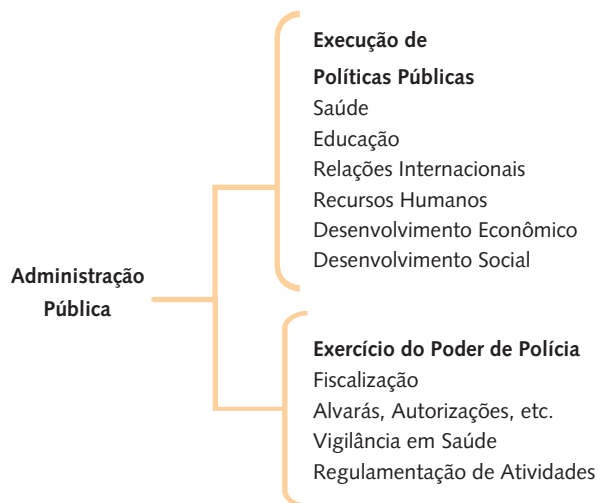 Administração
Pública
Execução de
Políticas Públicas
Saúde
Educação
Relações Internacionais
Recursos Humanos
Desenvolvimento Econômico
Desenvolvimento Social
Exercício do Poder de Polícia
Fiscalização
Alvarás, Autorizações, etc.
Vigilância em Saúde
Regulamentação de Atividades